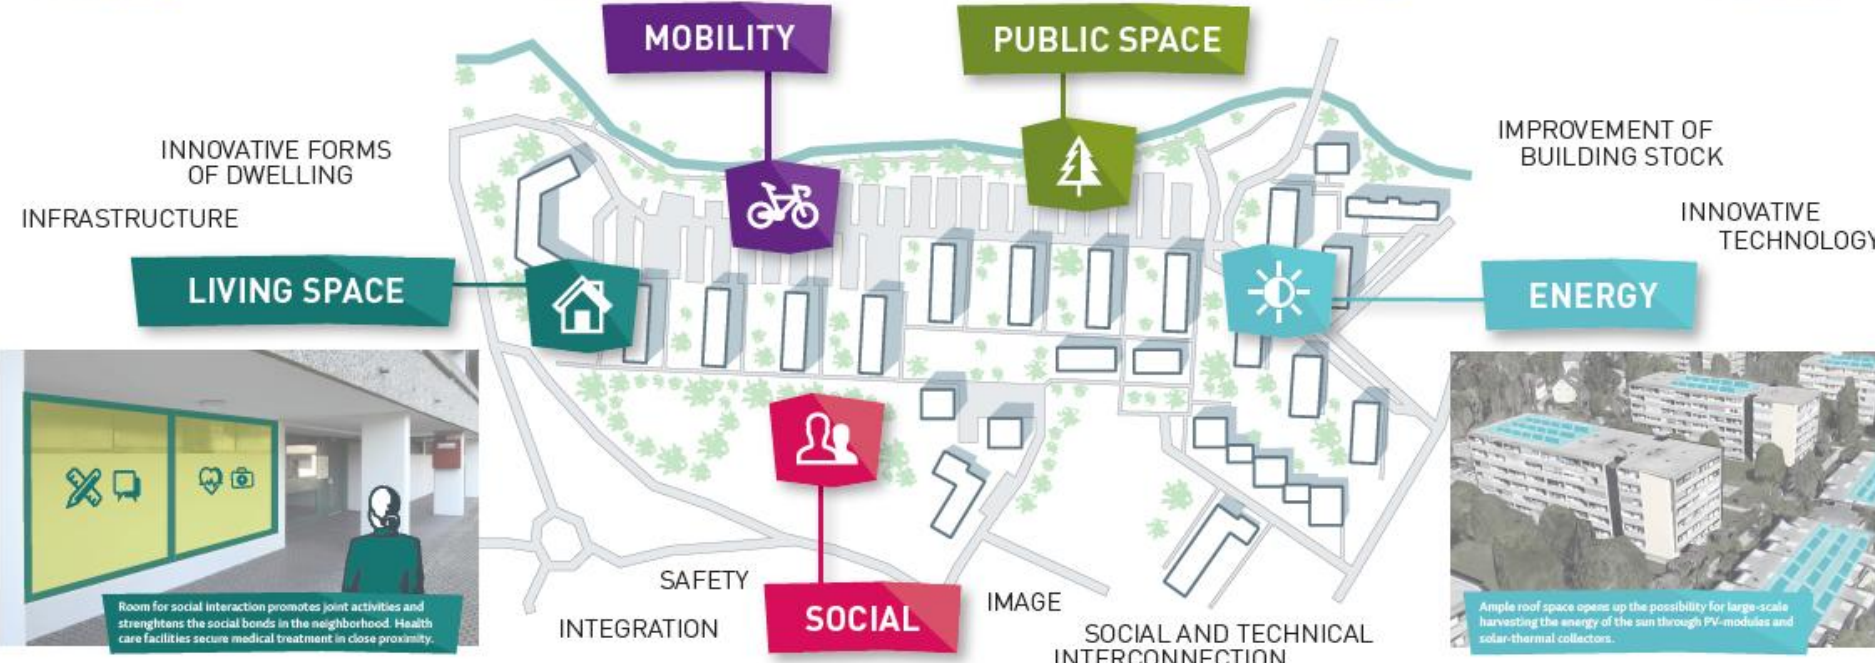 MOBILITY
PUBLIC SPACE
INNOVATIVE FORMS
OF DWELLING
IMPROVEMENT OF
BUILDING STOCK
INFRASTRUCTURE
INNOVATIVE
TECHNOLOGY
LIVING SPACE
ENERGY
SAFETY
SOCIAL
IMAGE
INTEGRATION
SOCIAL AND TECHNICAL
INTERCONNECTION
Room for social interaction promotes joint activities and
strenghtens the social bonds in the neighborhood. Health
care facilities secure medical treatment in close proximity.
Ample roof space opens up the possibility for large-scale
harvesting the energy of the sun through PV-modules and
solar-thermal collectors.